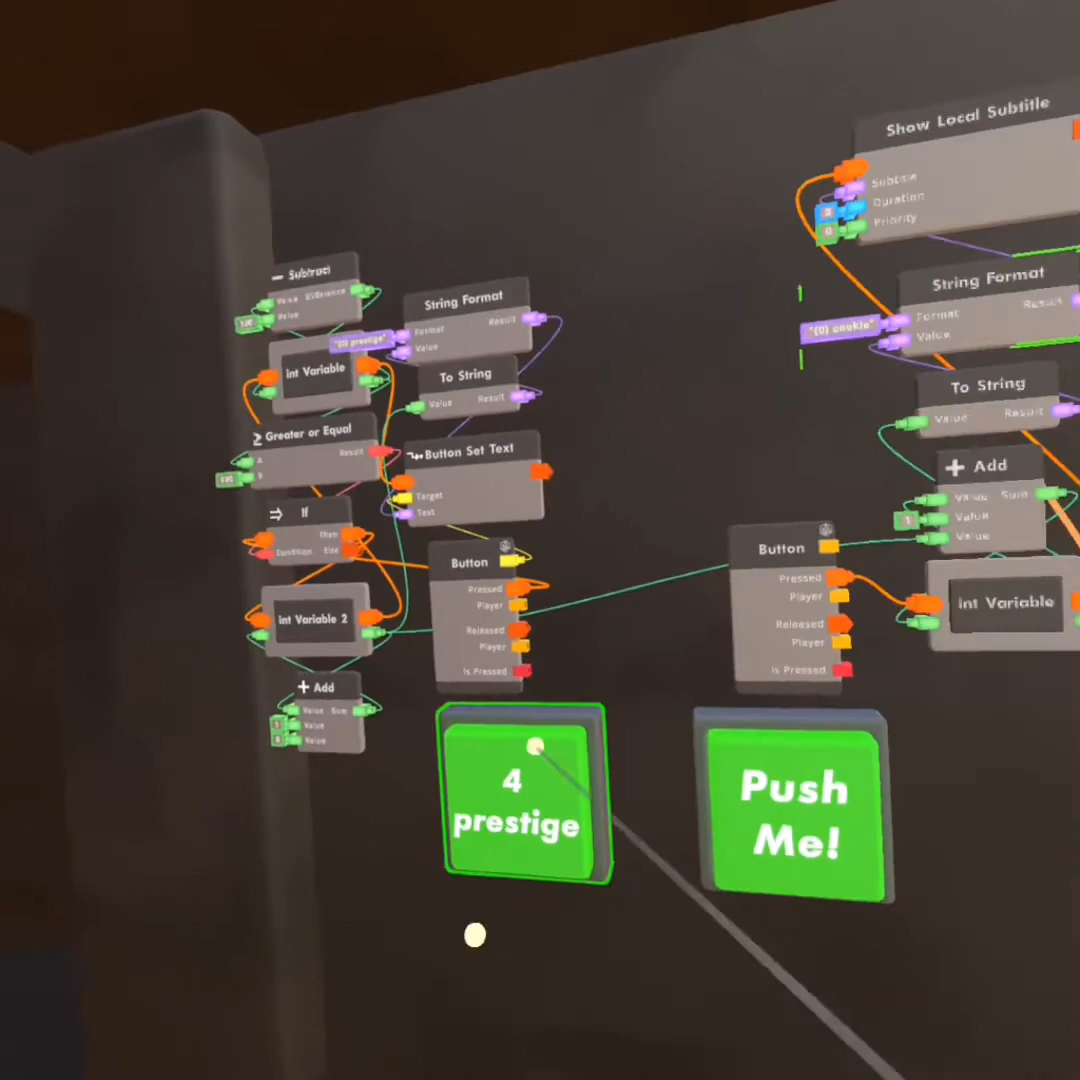 Show Local Subtitle
Subtitle
Duration
Priority
0
Subtract
Value Difference
Value
100
int Variable
Greater or Equal
A Result
B
If
Then
Condition Else
int Variable 2
Add
Value Sum
1 Value
Value
String Format
"{0} prestige"
Format Result
Value
To String
Value Result
Button Set Text
Target
Text
Button
Pressed
Player
Released
Player
Is Pressed
4
prestige
String Format
"{0} cookie"
Format Result
Value
To String
Value Result
Add
Value Sum
1 Value
Value
int Variable
Button
Pressed
Player
Released
Player
Is Pressed
Push
Me!